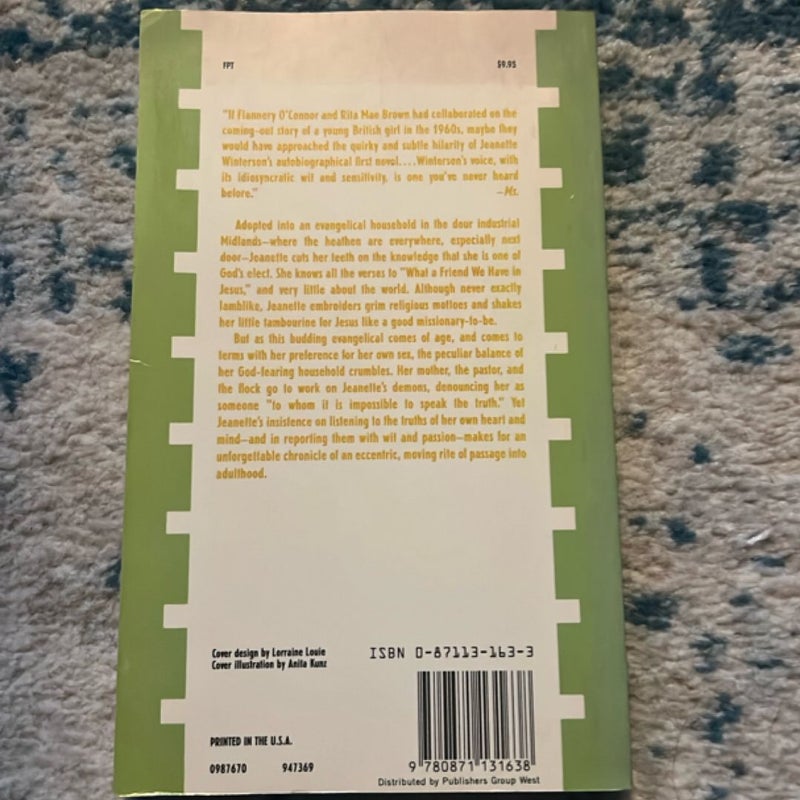 FPT $9.95
"If Flannery O'Connor and Rita Mae Brown had collaborated on the
coming-out story of a young British girl in the 1960s, maybe they
would have approached the quirky and subtle hilarity of Jeanette
Winterson's autobiographical first novel....Winterson's voice, with
its idiosyncratic wit and sensitivity, is one you've never heard
before." —Ms.
Adopted into an evangelical household in the dour industrial
Midlands—where the heathen are everywhere, especially next
door—Jeanette cuts her teeth on the knowledge that she is one of
God's elect. She knows all the verses to "What a Friend We Have in
Jesus," and very little about the world. Although never exactly
lamblike, Jeanette embroiders grim religious mottoes and shakes
her little tambourine for Jesus like a good missionary-to-be.
But as this budding evangelical comes of age, and comes to
terms with her preference for her own sex, the peculiar balance of
her God-fearing household crumbles. Her mother, the pastor, and
the flock go to work on Jeanette's demons, denouncing her as
someone "to whom it is impossible to speak the truth." Yet
Jeanette's insistence on listening to the truths of her own heart and
mind—and in reporting them with wit and passion—makes for an
unforgettable chronicle of an eccentric, moving rite of passage into
adulthood.
Cover design by Lorraine Louie
Cover illustration by Anita Kunz
ISBN 0-87113-163-3
PRINTED IN THE U.S.A.
0987670 947369
9 780871 131638
Distributed by Publishers Group West